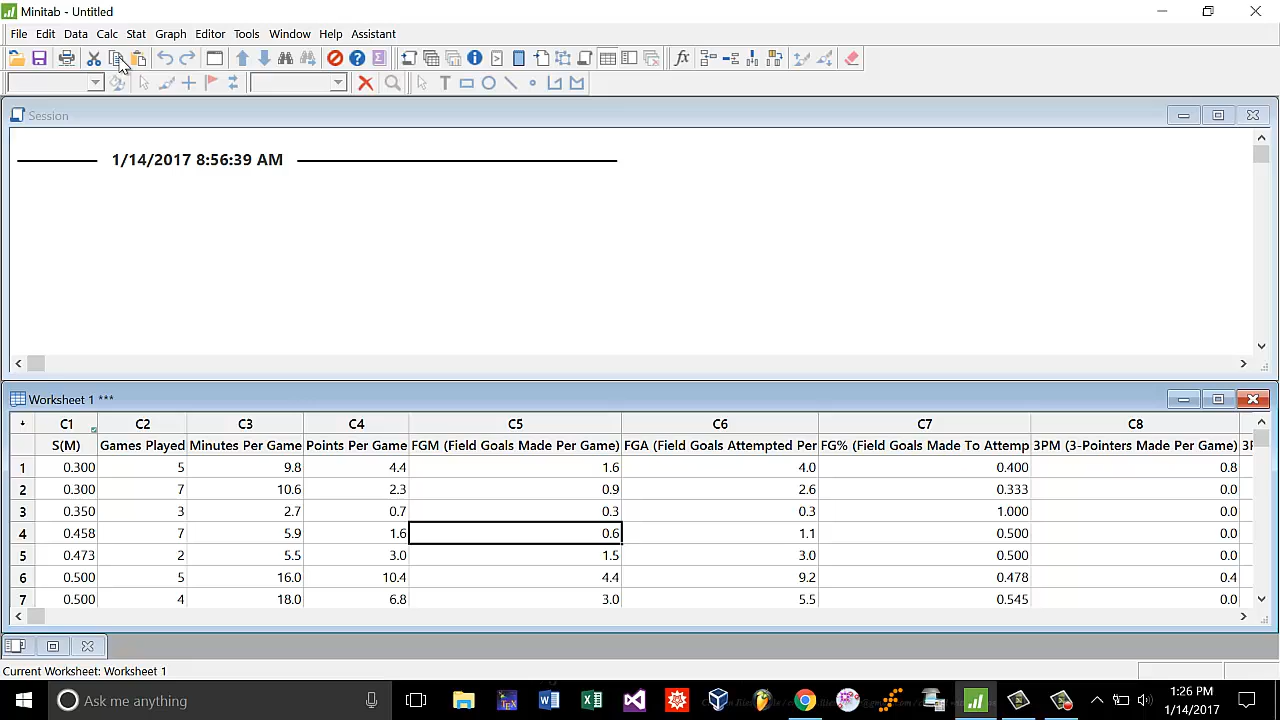 Minitab - Untitled
File Edit Data Calc Stat Graph Editor Tools Window Help Assistant
Session
1/14/2017 8:56:39 AM
Worksheet 1 ***
C1 C2 C3 C4 C5 C6 C7 C8
S(M) Games Played Minutes Per Game Points Per Game FGM (Field Goals Made Per Game) FGA (Field Goals Attempted Per FG% (Field Goals Made To Attemp 3PM (3-Pointers Made Per Game) 3P
1 0.300 5 9.8 4.4 1.6 4.0 0.400 0.8
2 0.300 7 10.6 2.3 0.9 2.6 0.333 0.0
3 0.350 3 2.7 0.7 0.3 0.3 1.000 0.0
4 0.458 7 5.9 1.6 0.6 1.1 0.500 0.0
5 0.473 2 5.5 3.0 1.5 3.0 0.500 0.0
6 0.500 5 16.0 10.4 4.4 9.2 0.478 0.4
7 0.500 4 18.0 6.8 3.0 5.5 0.545 0.0
Current Worksheet: Worksheet 1
Ask me anything
1:26 PM
1/14/2017